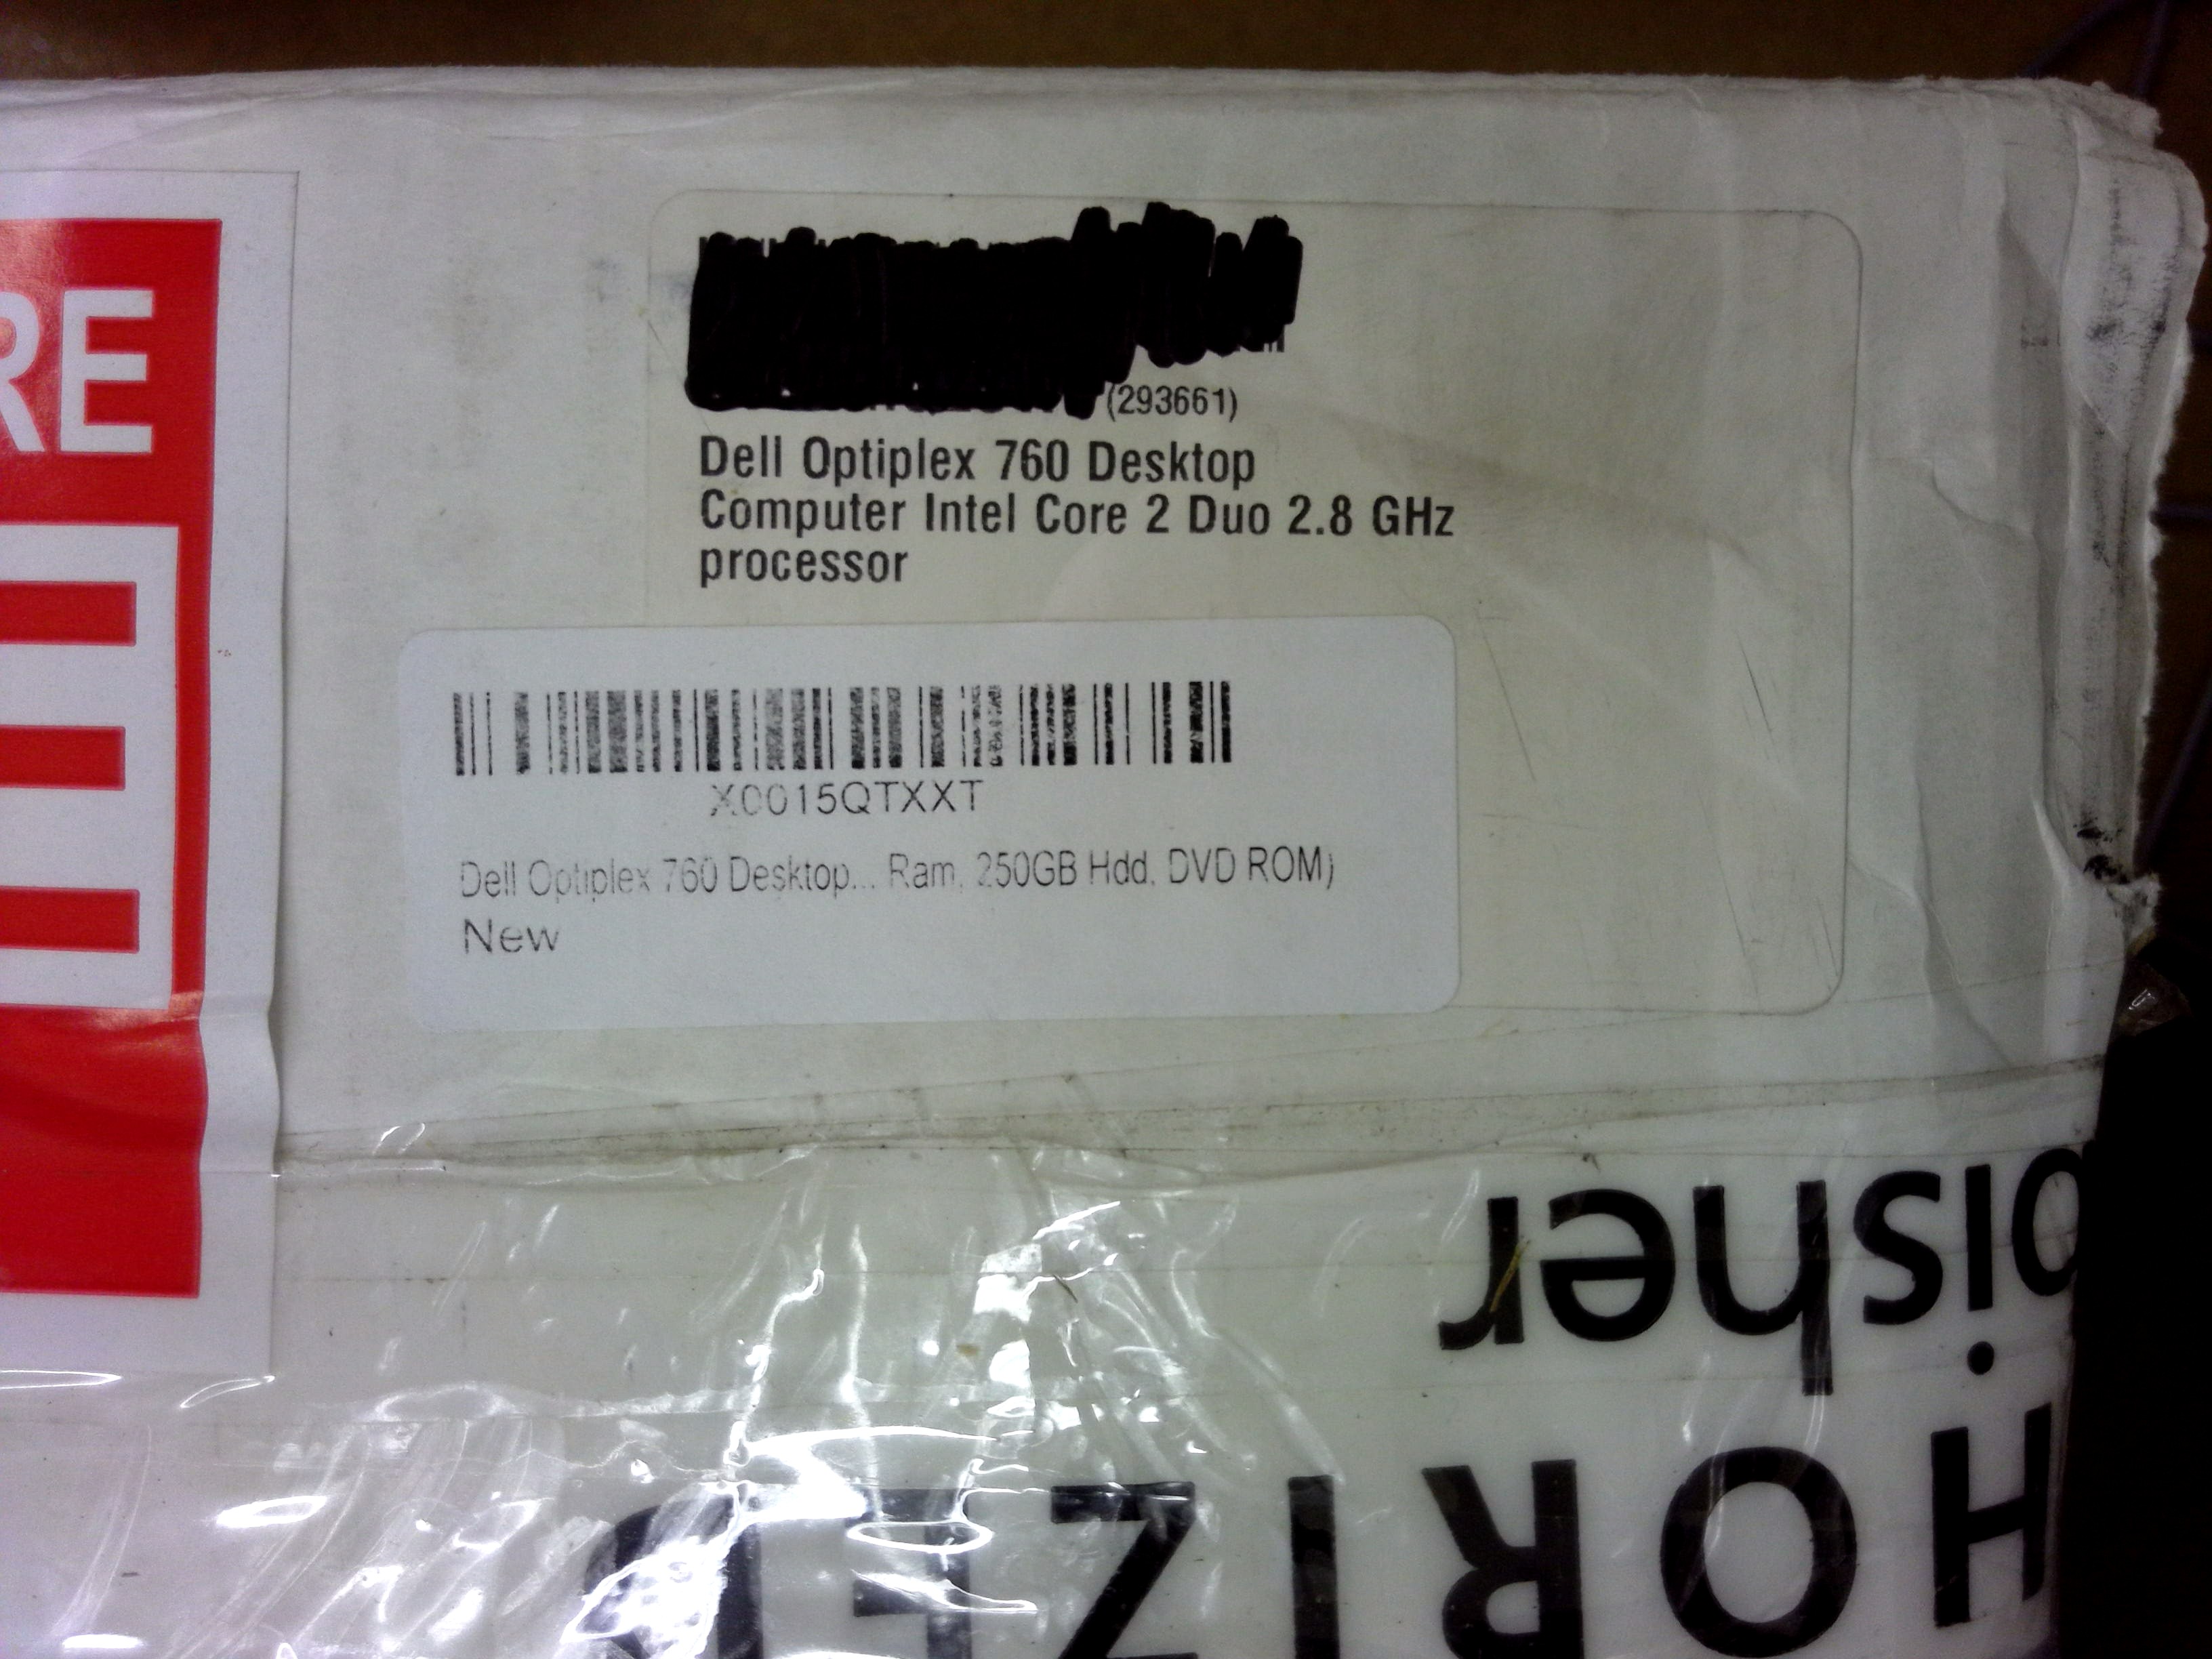 RE
(293661)
Dell Optiplex 760 Desktop
Computer Intel Core 2 Duo 2.8 GHz
processor
X0015QTXXT
Dell Optiplex 760 Desktop... Ram, 250GB Hdd, DVD ROM)
New
HORIZED
bisher